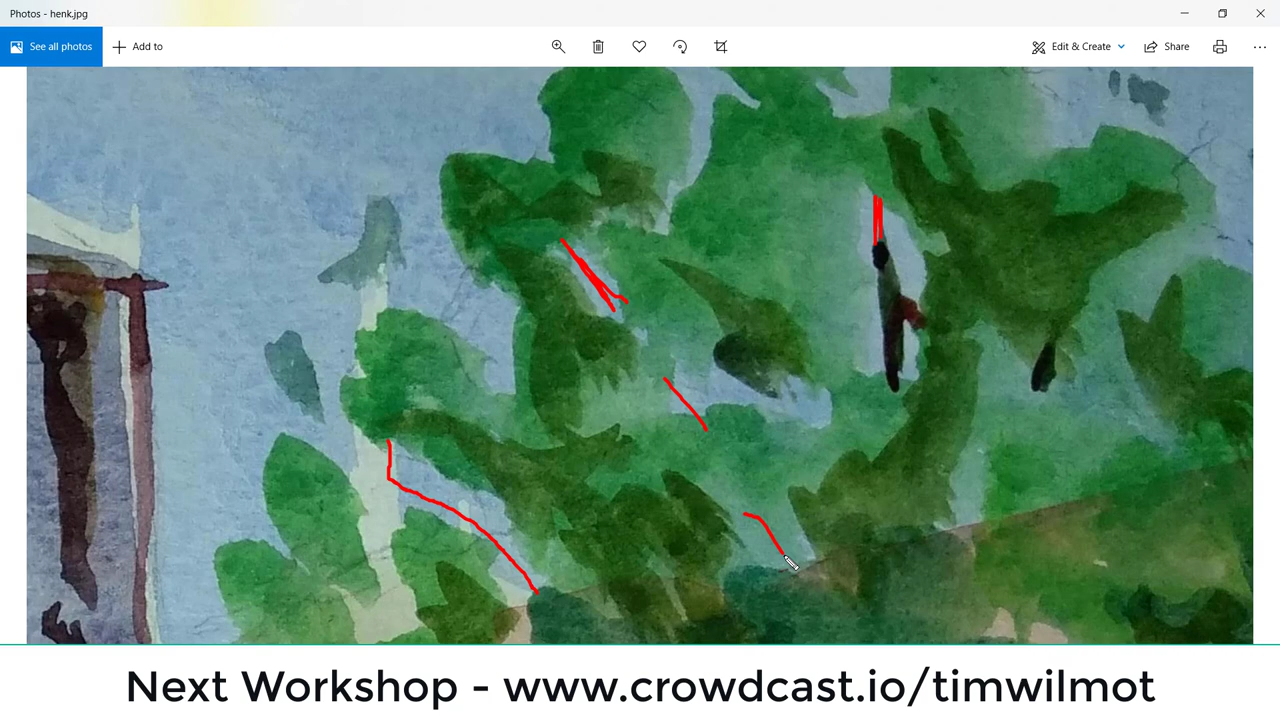 Photos - henk.jpg
See all photos
Add to
Edit & Create
Share
Next Workshop - www.crowdcast.io/timwilmot